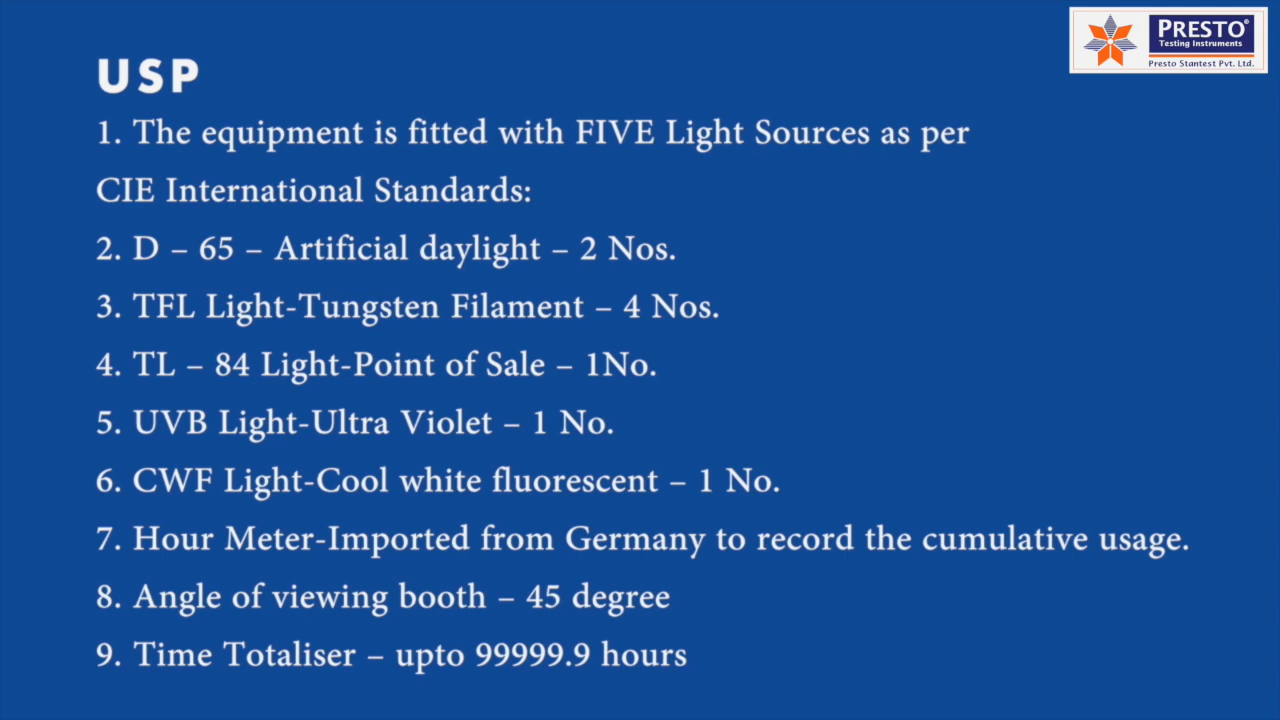 PRESTO®
Testing Instruments
Presto Stantest Pvt. Ltd.
USP
1. The equipment is fitted with FIVE Light Sources as per
CIE International Standards:
2. D – 65 – Artificial daylight – 2 Nos.
3. TFL Light-Tungsten Filament – 4 Nos.
4. TL – 84 Light-Point of Sale – 1No.
5. UVB Light-Ultra Violet – 1 No.
6. CWF Light-Cool white fluorescent – 1 No.
7. Hour Meter-Imported from Germany to record the cumulative usage.
8. Angle of viewing booth – 45 degree
9. Time Totaliser – upto 99999.9 hours